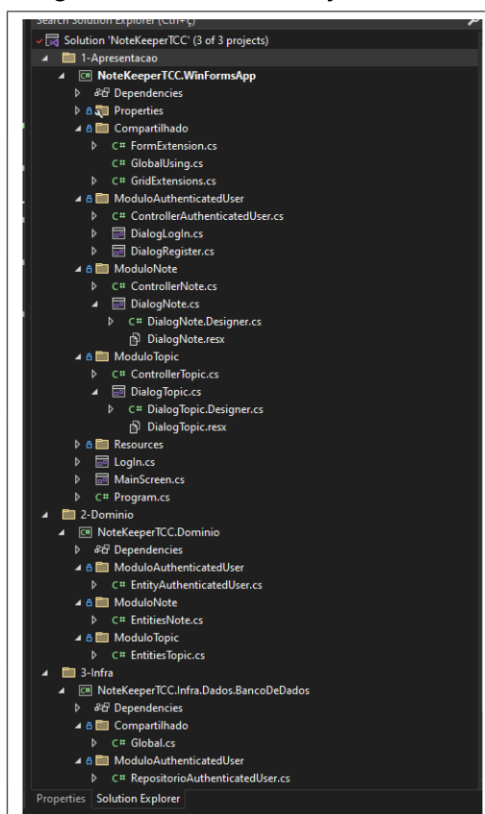 Search Solution Explorer (Ctrl+ç)
Solution 'NoteKeeperTCC' (3 of 3 projects)
1-Apresentacao
C# NoteKeeperTCC.WinFormsApp
Dependencies
Properties
Compartilhado
C# FormExtension.cs
C# GlobalUsing.cs
C# GridExtensions.cs
ModuloAuthenticatedUser
C# ControllerAuthenticatedUser.cs
DialogLogIn.cs
DialogRegister.cs
ModuloNote
C# ControllerNote.cs
DialogNote.cs
C# DialogNote.Designer.cs
DialogNote.resx
ModuloTopic
C# ControllerTopic.cs
DialogTopic.cs
C# DialogTopic.Designer.cs
DialogTopic.resx
Resources
LogIn.cs
MainScreen.cs
C# Program.cs
2-Dominio
C# NoteKeeperTCC.Dominio
Dependencies
ModuloAuthenticatedUser
C# EntityAuthenticatedUser.cs
ModuloNote
C# EntitiesNote.cs
ModuloTopic
C# EntitiesTopic.cs
3-Infra
C# NoteKeeperTCC.Infra.Dados.BancoDeDados
Dependencies
Compartilhado
C# Global.cs
ModuloAuthenticatedUser
C# RepositorioAuthenticatedUser.cs
Properties Solution Explorer